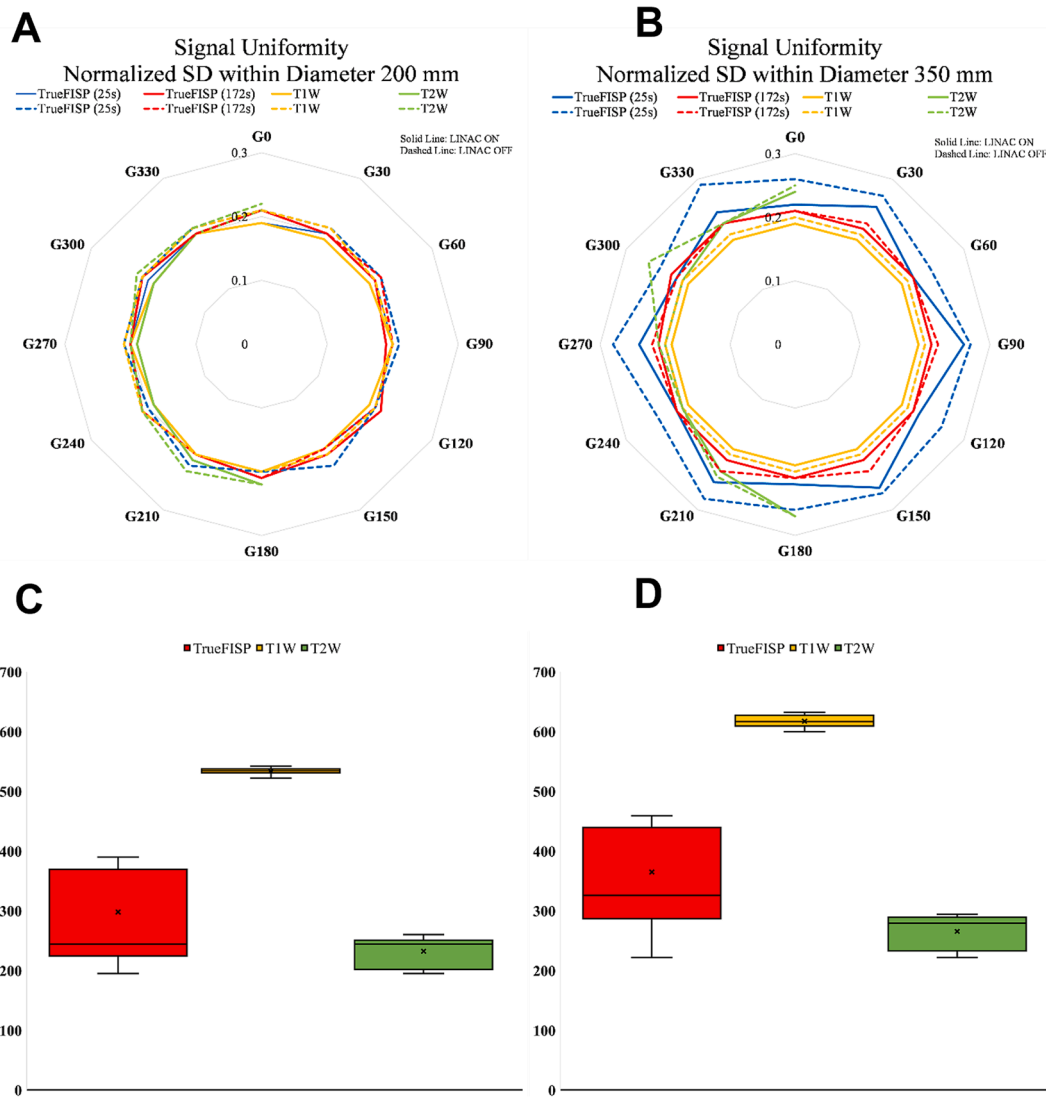 A
Signal Uniformity
Normalized SD within Diameter 200 mm
TrueFISP (25s) TrueFISP (172s) T1W T2W
TrueFISP (25s) TrueFISP (172s) T1W T2W
Solid Line: LINAC ON
Dashed Line: LINAC OFF
G0
0.3
G330 G30
0.2
G300 G60
0.1
G270 0 G90
G240 G120
G210 G150
G180
B
Signal Uniformity
Normalized SD within Diameter 350 mm
TrueFISP (25s) TrueFISP (172s) T1W T2W
TrueFISP (25s) TrueFISP (172s) T1W T2W
Solid Line: LINAC ON
Dashed Line: LINAC OFF
G0
0.3
G330 G30
0.2
G300 G60
0.1
G270 0 G90
G240 G120
G210 G150
G180
C
TrueFISP T1W T2W
700
600
500
400
300
200
100
0
D
TrueFISP T1W T2W
700
600
500
400
300
200
100
0